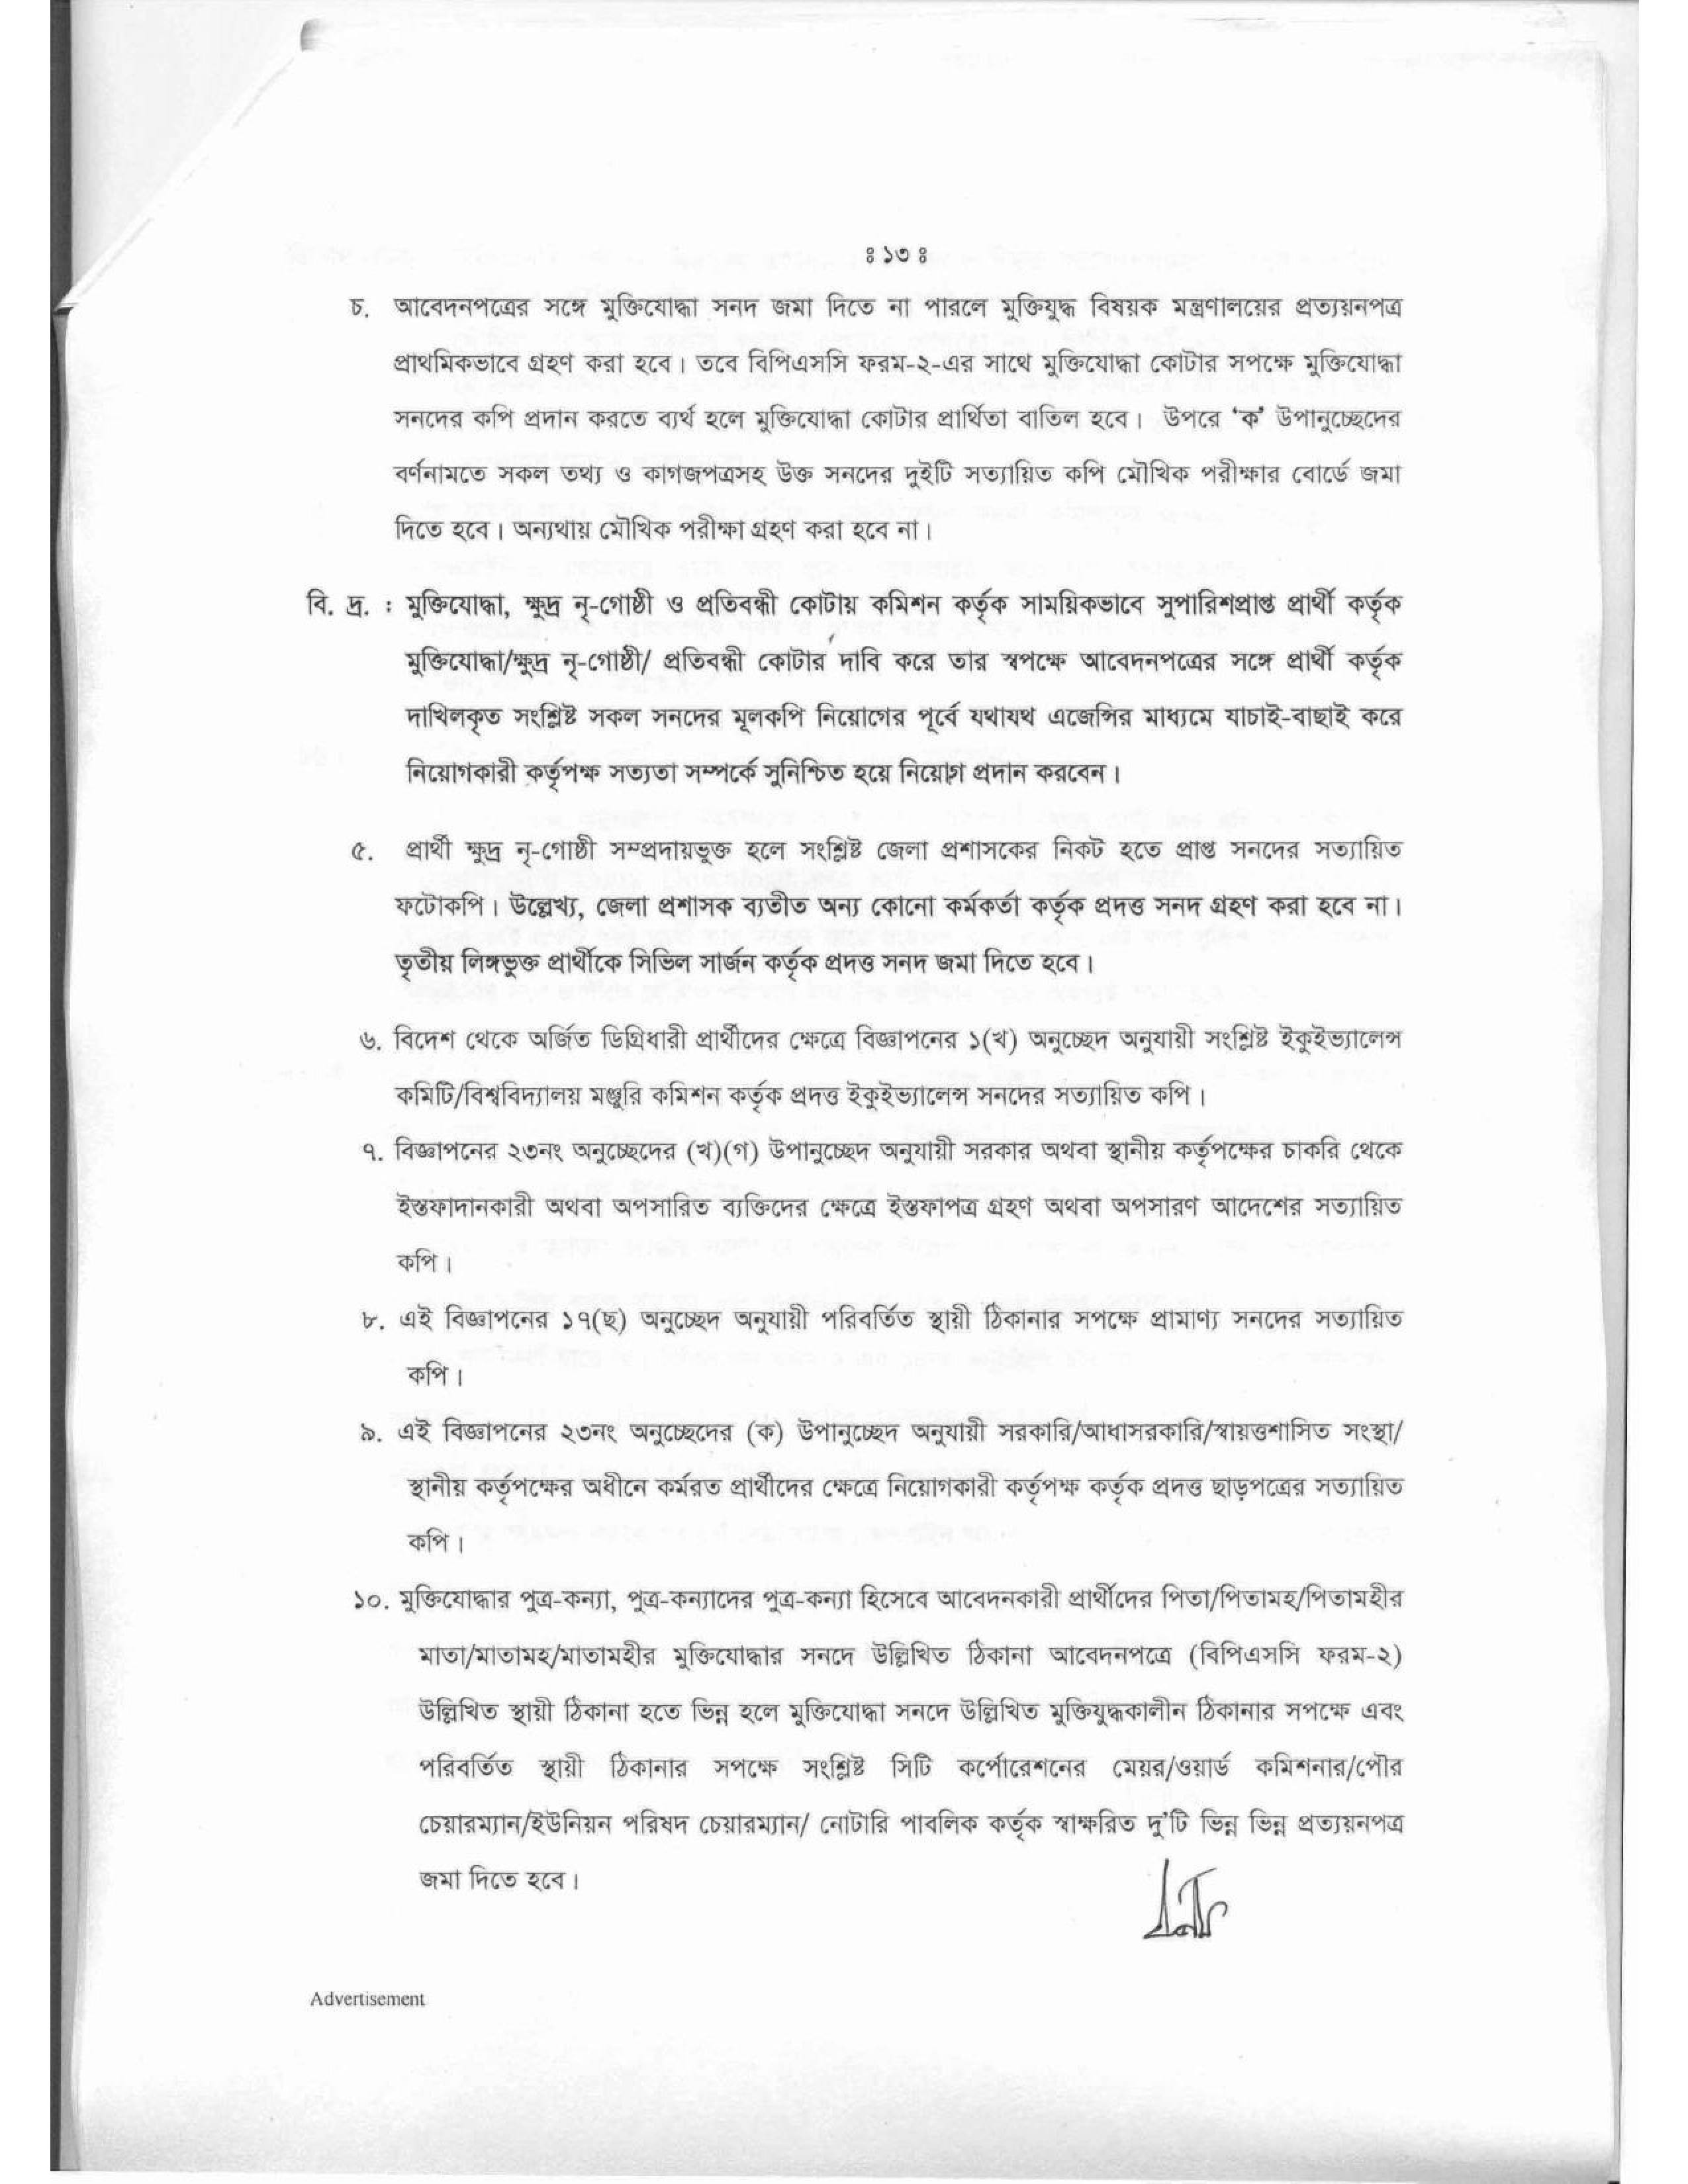 ঃ ১৩ ঃ
চ. আবেদনপত্রের সঙ্গে মুক্তিযোদ্ধা সনদ জমা দিতে না পারলে মুক্তিযুদ্ধ বিষয়ক মন্ত্রণালয়ের প্রত্যয়নপত্র
প্রাথমিকভাবে গ্রহণ করা হবে। তবে বিপিএসসি ফরম-২-এর সাথে মুক্তিযোদ্ধা কোটার সপক্ষে মুক্তিযোদ্ধা
সনদের কপি প্রদান করতে ব্যর্থ হলে মুক্তিযোদ্ধা কোটার প্রার্থিতা বাতিল হবে। উপরে ‘ক’ উপানুচ্ছেদের
বর্ণনামতে সকল তথ্য ও কাগজপত্রসহ উক্ত সনদের দুইটি সত্যায়িত কপি মৌখিক পরীক্ষার বোর্ডে জমা
দিতে হবে। অন্যথায় মৌখিক পরীক্ষা গ্রহণ করা হবে না।
বি. দ্র. : মুক্তিযোদ্ধা, ক্ষুদ্র নৃ-গোষ্ঠী ও প্রতিবন্ধী কোটায় কমিশন কর্তৃক সাময়িকভাবে সুপারিশপ্রাপ্ত প্রার্থী কর্তৃক
মুক্তিযোদ্ধা/ক্ষুদ্র নৃ-গোষ্ঠী/ প্রতিবন্ধী কোটার দাবি করে তার স্বপক্ষে আবেদনপত্রের সঙ্গে প্রার্থী কর্তৃক
দাখিলকৃত সংশ্লিষ্ট সকল সনদের মূলকপি নিয়োগের পূর্বে যথাযথ এজেন্সির মাধ্যমে যাচাই-বাছাই করে
নিয়োগকারী কর্তৃপক্ষ সত্যতা সম্পর্কে সুনিশ্চিত হয়ে নিয়োগ প্রদান করবেন।
৫. প্রার্থী ক্ষুদ্র নৃ-গোষ্ঠী সম্প্রদায়ভুক্ত হলে সংশ্লিষ্ট জেলা প্রশাসকের নিকট হতে প্রাপ্ত সনদের সত্যায়িত
ফটোকপি। উল্লেখ্য, জেলা প্রশাসক ব্যতীত অন্য কোনো কর্মকর্তা কর্তৃক প্রদত্ত সনদ গ্রহণ করা হবে না।
তৃতীয় লিঙ্গভুক্ত প্রার্থীকে সিভিল সার্জন কর্তৃক প্রদত্ত সনদ জমা দিতে হবে।
৬. বিদেশ থেকে অর্জিত ডিগ্রিধারী প্রার্থীদের ক্ষেত্রে বিজ্ঞাপনের ১(খ) অনুচ্ছেদ অনুযায়ী সংশ্লিষ্ট ইকুইভ্যালেন্স
কমিটি/বিশ্ববিদ্যালয় মঞ্জুরি কমিশন কর্তৃক প্রদত্ত ইকুইভ্যালেন্স সনদের সত্যায়িত কপি।
৭. বিজ্ঞাপনের ২৩নং অনুচ্ছেদের (খ)(গ) উপানুচ্ছেদ অনুযায়ী সরকার অথবা স্থানীয় কর্তৃপক্ষের চাকরি থেকে
ইস্তফাদানকারী অথবা অপসারিত ব্যক্তিদের ক্ষেত্রে ইস্তফাপত্র গ্রহণ অথবা অপসারণ আদেশের সত্যায়িত
কপি।
৮. এই বিজ্ঞাপনের ১৭(ছ) অনুচ্ছেদ অনুযায়ী পরিবর্তিত স্থায়ী ঠিকানার সপক্ষে প্রামাণ্য সনদের সত্যায়িত
কপি।
৯. এই বিজ্ঞাপনের ২৩নং অনুচ্ছেদের (ক) উপানুচ্ছেদ অনুযায়ী সরকারি/আধাসরকারি/স্বায়ত্তশাসিত সংস্থা/
স্থানীয় কর্তৃপক্ষের অধীনে কর্মরত প্রার্থীদের ক্ষেত্রে নিয়োগকারী কর্তৃপক্ষ কর্তৃক প্রদত্ত ছাড়পত্রের সত্যায়িত
কপি।
১০. মুক্তিযোদ্ধার পুত্র-কন্যা, পুত্র-কন্যাদের পুত্র-কন্যা হিসেবে আবেদনকারী প্রার্থীদের পিতা/পিতামহ/পিতামহীর
মাতা/মাতামহ/মাতামহীর মুক্তিযোদ্ধার সনদে উল্লিখিত ঠিকানা আবেদনপত্রে (বিপিএসসি ফরম-২)
উল্লিখিত স্থায়ী ঠিকানা হতে ভিন্ন হলে মুক্তিযোদ্ধা সনদে উল্লিখিত মুক্তিযুদ্ধকালীন ঠিকানার সপক্ষে এবং
পরিবর্তিত স্থায়ী ঠিকানার সপক্ষে সংশ্লিষ্ট সিটি কর্পোরেশনের মেয়র/ওয়ার্ড কমিশনার/পৌর
চেয়ারম্যান/ইউনিয়ন পরিষদ চেয়ারম্যান/ নোটারি পাবলিক কর্তৃক স্বাক্ষরিত দু’টি ভিন্ন ভিন্ন প্রত্যয়নপত্র
জমা দিতে হবে।
Advertisement